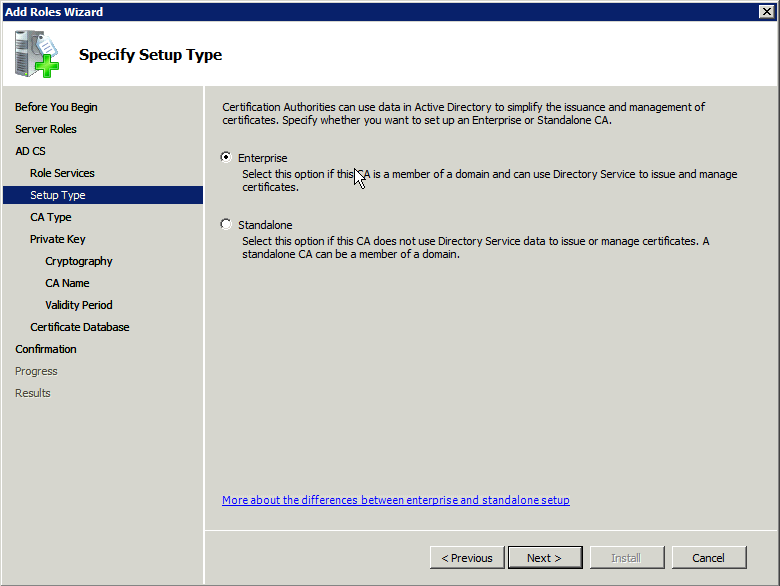 Add Roles Wizard
Specify Setup Type
Before You Begin
Server Roles
AD CS
Role Services
Setup Type
CA Type
Private Key
Cryptography
CA Name
Validity Period
Certificate Database
Confirmation
Progress
Results
Certification Authorities can use data in Active Directory to simplify the issuance and management of
certificates. Specify whether you want to set up an Enterprise or Standalone CA.
Enterprise
Select this option if this CA is a member of a domain and can use Directory Service to issue and manage
certificates.
Standalone
Select this option if this CA does not use Directory Service data to issue or manage certificates. A
standalone CA can be a member of a domain.
More about the differences between enterprise and standalone setup
< Previous
Next >
Install
Cancel